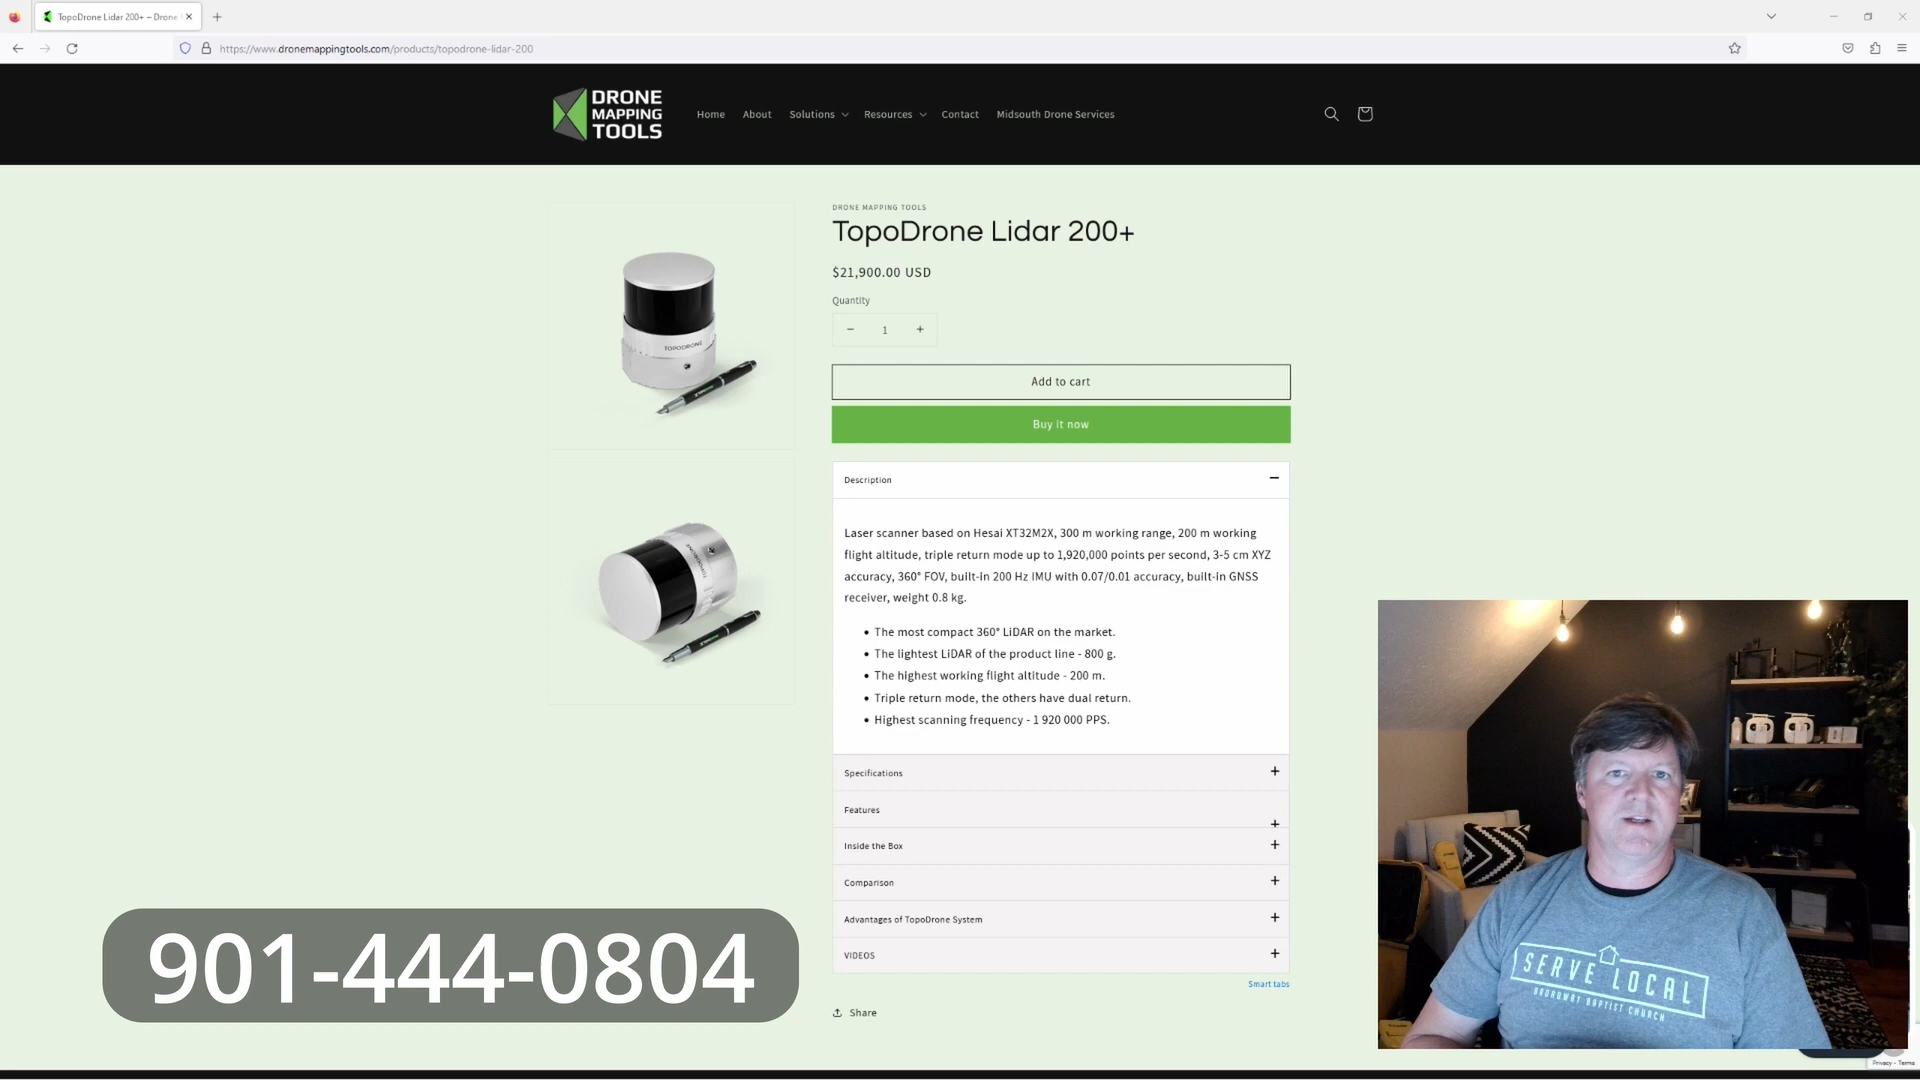 TopoDrone Lidar 200+ – Drone
https://www.dronemappingtools.com/products/topodrone-lidar-200
DRONE
MAPPING
TOOLS
Home About Solutions Resources Contact Midsouth Drone Services
DRONE MAPPING TOOLS
TopoDrone Lidar 200+
$21,900.00 USD
Quantity
− 1 +
Add to cart
Buy it now
TOPODRONE
TOPODRONE
Description
Laser scanner based on Hesai XT32M2X, 300 m working range, 200 m working
flight altitude, triple return mode up to 1,920,000 points per second, 3-5 cm XYZ
accuracy, 360° FOV, built-in 200 Hz IMU with 0.07/0.01 accuracy, built-in GNSS
receiver, weight 0.8 kg.
• The most compact 360° LiDAR on the market.
• The lightest LiDAR of the product line - 800 g.
• The highest working flight altitude - 200 m.
• Triple return mode, the others have dual return.
• Highest scanning frequency - 1 920 000 PPS.
Specifications
Features
Inside the Box
Comparison
Advantages of TopoDrone System
VIDEOS
Smart tabs
Share
901-444-0804
SERVE LOCAL
BROADWAY BAPTIST CHURCH
Privacy - Terms